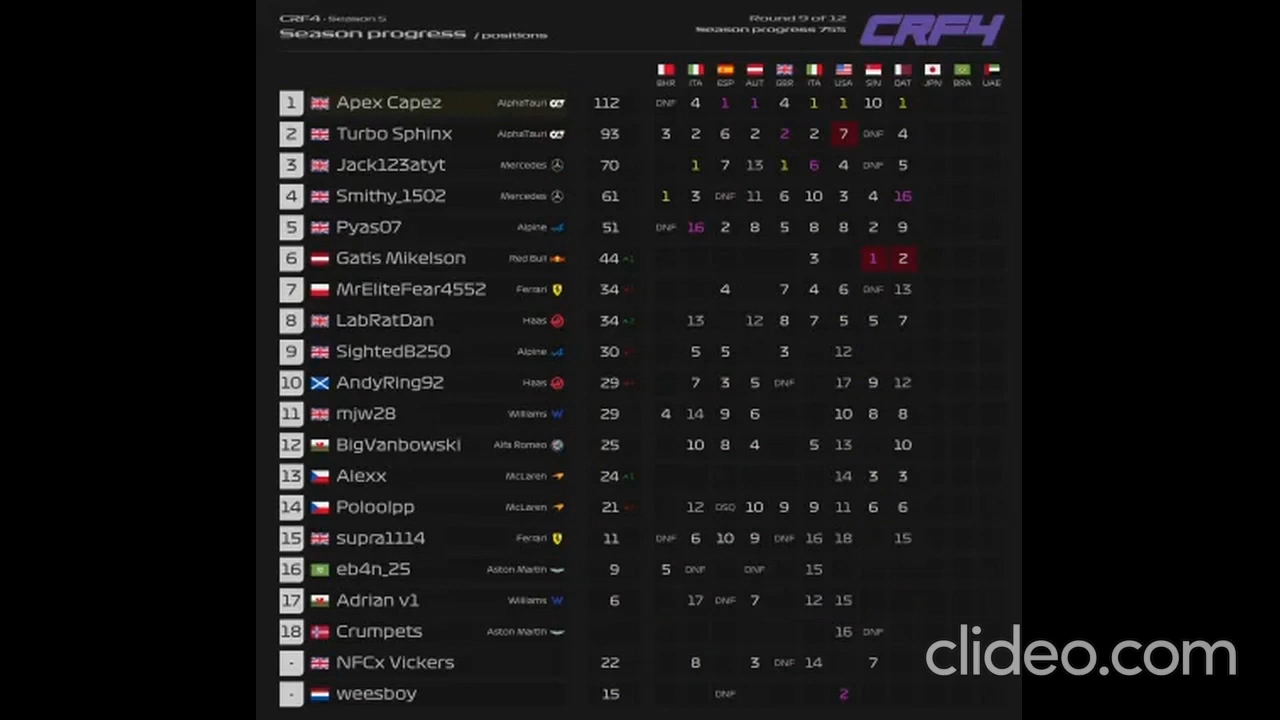 CRF4 - Season 5
Season progress / positions
Round 9 of 12
Season progress 75%
CRF4
BHR ITA ESP AUT GBR ITA USA SIN QAT JPN BRA UAE
1 Apex Capez AlphaTauri 112 DNF 4 1 1 4 1 1 10 1
2 Turbo Sphinx AlphaTauri 93 3 2 6 2 2 2 7 DNF 4
3 Jack123atyt Mercedes 70 1 7 13 1 6 4 DNF 5
4 Smithy_1502 Mercedes 61 1 3 DNF 11 6 10 3 4 16
5 Pyas07 Alpine 51 DNF 16 2 8 5 8 8 2 9
6 Gatis Mikelson Red Bull 44 3 1 2
7 MrEliteFear4552 Ferrari 34 4 7 4 6 DNF 13
8 LabRatDan Haas 34 13 12 8 7 5 5 7
9 SightedB250 Alpine 30 5 5 3 12
10 AndyRing92 Haas 29 7 3 5 DNF 17 9 12
11 mjw28 Williams 29 4 14 9 6 10 8 8
12 BigVanbowski Alfa Romeo 25 10 8 4 5 13 10
13 Alexx McLaren 24 14 3 3
14 Poloolpp McLaren 21 12 DSQ 10 9 9 11 6 6
15 supra1114 Ferrari 11 DNF 6 10 9 DNF 16 18 15
16 eb4n_25 Aston Martin 9 5 DNF DNF 15
17 Adrian v1 Williams 6 17 DNF 7 12 15
18 Crumpets Aston Martin 16 DNF
- NFCx Vickers 22 8 3 DNF 14 7
- weesboy 15 DNF 2
clideo.com